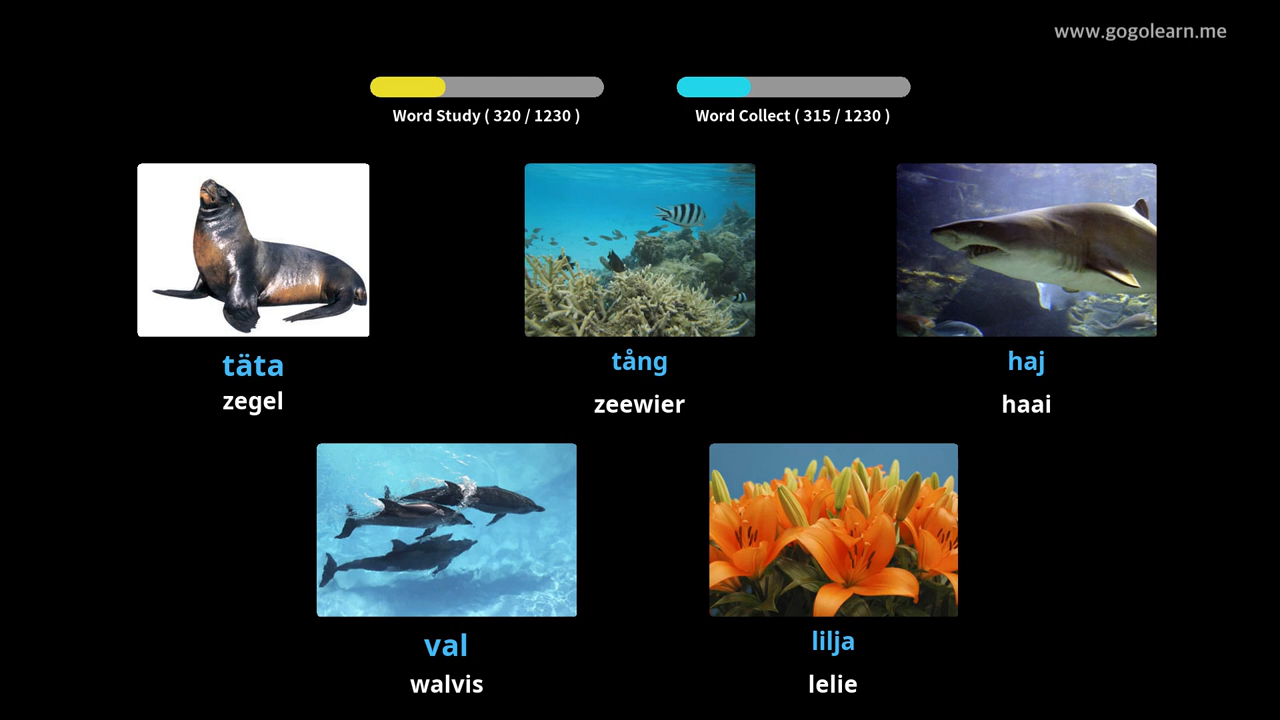 www.gogolearn.me
Word Study ( 320 / 1230 )
Word Collect ( 315 / 1230 )
täta
tång
haj
zegel
zeewier
haai
val
lilja
walvis
lelie